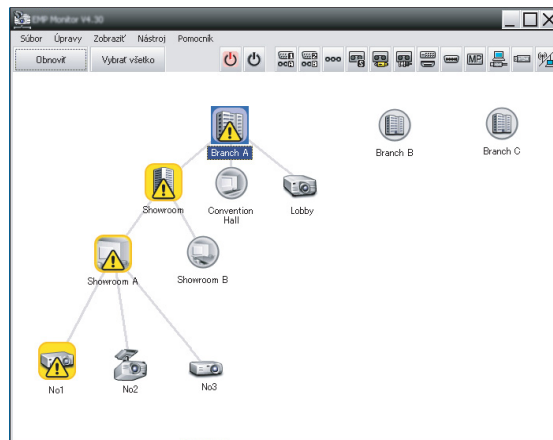 EMP Monitor V4.30
Súbor Úpravy Zobraziť Nástroj Pomocník
Obnoviť Vybrať všetko
MP
Branch A
Branch B
Branch C
Showroom
Convention
Hall
Lobby
Showroom A
Showroom B
No1
No2
No3